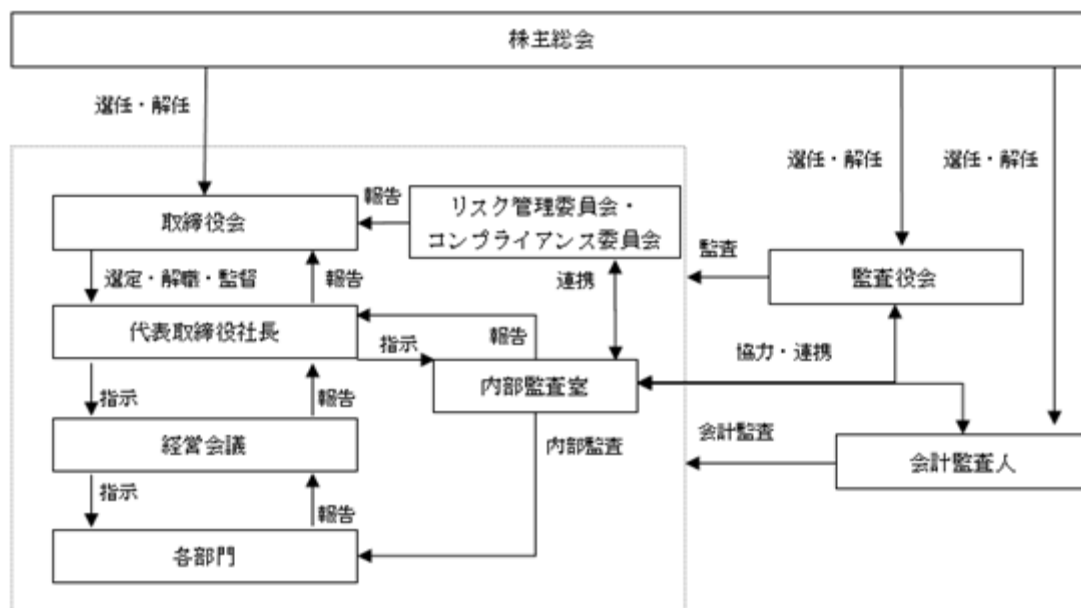 株主総会
選任・解任
選任・解任
選任・解任
報告
リスク管理委員会・
コンプライアンス委員会
取締役会
監査
監査役会
選定・解職・監督
報告
連携
代表取締役社長
指示
報告
協力・連携
内部監査室
指示
報告
経営会議
内部監査
会計監査
会計監査人
指示
報告
各部門